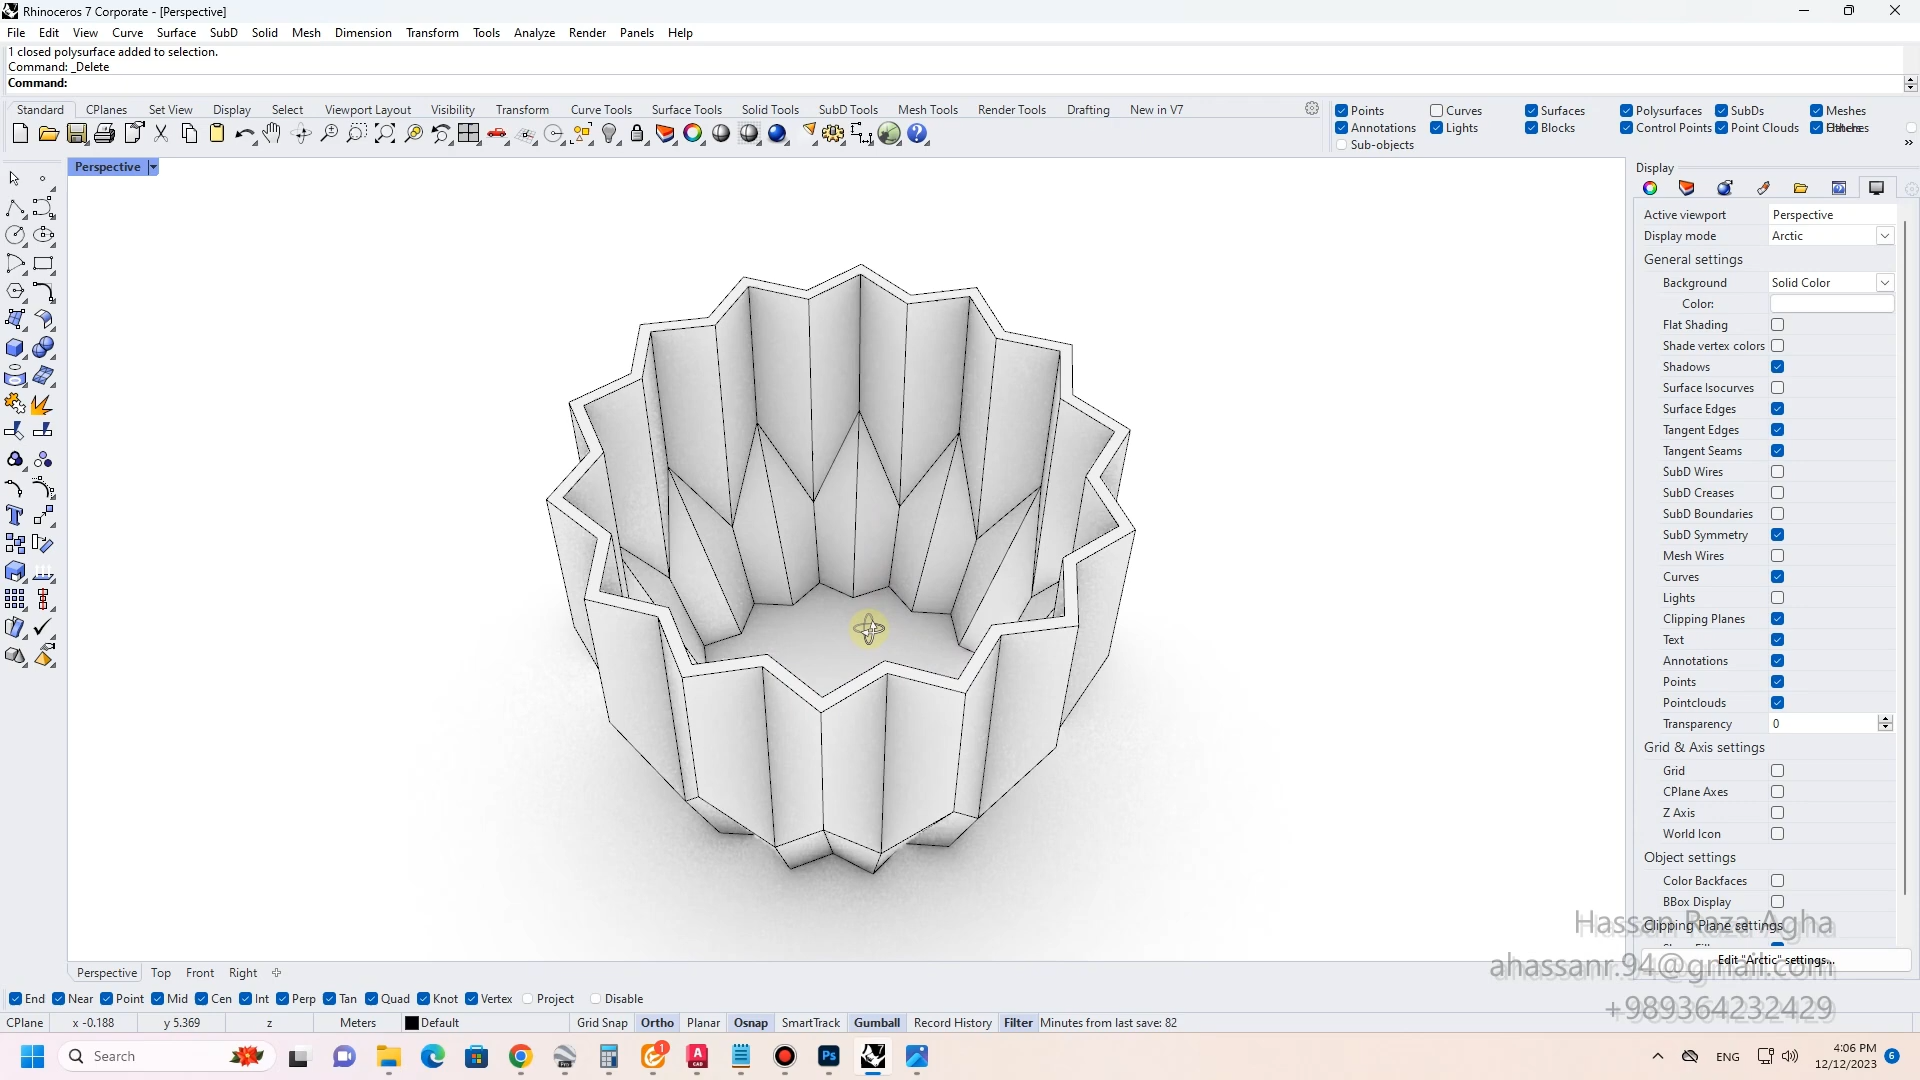 Rhinoceros 7 Corporate - [Perspective]
File Edit View Curve Surface SubD Solid Mesh Dimension Transform Tools Analyze Render Panels Help
1 closed polysurface added to selection.
Command: _Delete
Command:
Standard CPlanes Set View Display Select Viewport Layout Visibility Transform Curve Tools Surface Tools Solid Tools SubD Tools Mesh Tools Render Tools Drafting New in V7
Points Curves Surfaces Polysurfaces SubDs Meshes
Annotations Lights Blocks Control Points Point Clouds
Sub-objects
Perspective
Display
Active viewport Perspective
Display mode Arctic
General settings
Background Solid Color
Color:
Flat Shading
Shade vertex colors
Shadows
Surface Isocurves
Surface Edges
Tangent Edges
Tangent Seams
SubD Wires
SubD Creases
SubD Boundaries
SubD Symmetry
Mesh Wires
Curves
Lights
Clipping Planes
Text
Annotations
Points
Pointclouds
Transparency 0
Grid & Axis settings
Grid
CPlane Axes
Z Axis
World Icon
Object settings
Color Backfaces
BBox Display
Clipping Plane settings
Edit "Arctic" settings...
Hassan Raza Agha
ahassanr.94@gmail.com
+989364232429
Perspective Top Front Right
End Near Point Mid Cen Int Perp Tan Quad Knot Vertex Project Disable
CPlane x -0.188 y 5.369 z Meters Default Grid Snap Ortho Planar Osnap SmartTrack Gumball Record History Filter Minutes from last save: 82
Search
ENG
4:06 PM
12/12/2023
6